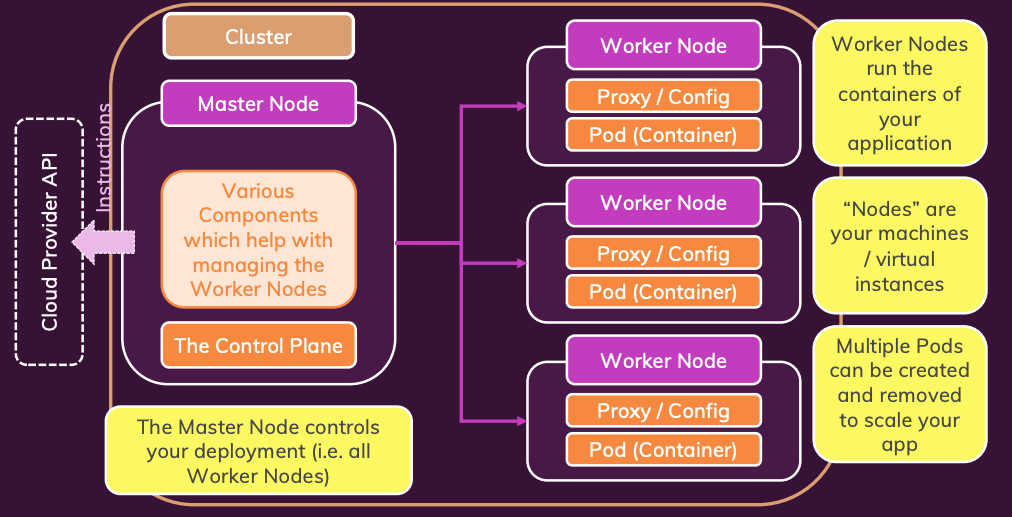 Cluster
Master Node
Instructions
Cloud Provider API
Various
Components
which help with
managing the
Worker Nodes
The Control Plane
The Master Node controls
your deployment (i.e. all
Worker Nodes)
Worker Node
Proxy / Config
Pod (Container)
Worker Node
Proxy / Config
Pod (Container)
Worker Node
Proxy / Config
Pod (Container)
Worker Nodes
run the
containers of
your
application
“Nodes” are
your machines
/ virtual
instances
Multiple Pods
can be created
and removed
to scale your
app